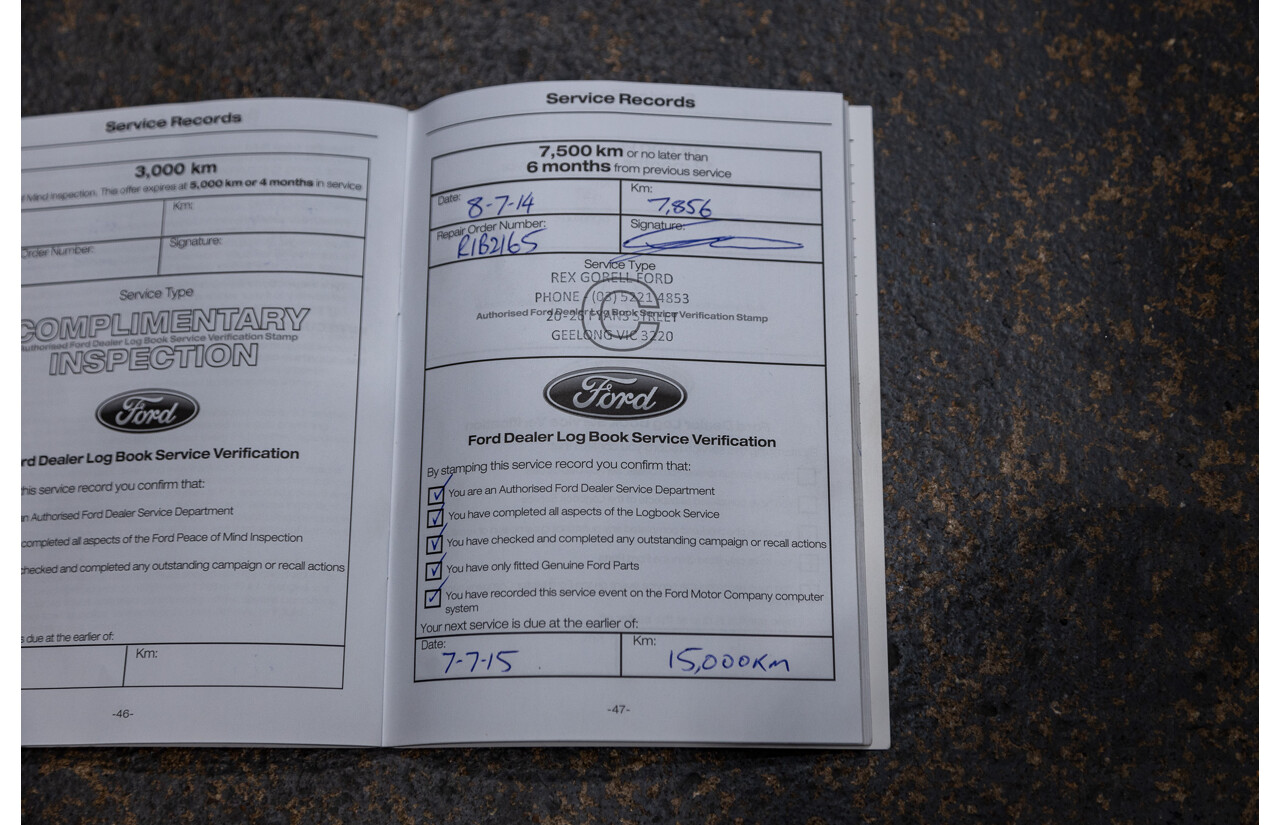 Service Records
3,000 km
Mind inspection. This offer expires at 5,000 km or 4 months in service
Km:
Order Number:
Signature:
Service Type
COMPLIMENTARY
Authorised Ford Dealer Log Book Service Verification Stamp
INSPECTION
Ford
rd Dealer Log Book Service Verification
this service record you confirm that:
n Authorised Ford Dealer Service Department
completed all aspects of the Ford Peace of Mind Inspection
checked and completed any outstanding campaign or recall actions
s due at the earlier of:
Km:
-46-
Service Records
7,500 km or no later than
6 months from previous service
Date: 8-7-14
Km: 7,856
Repair Order Number: R1B2165
Signature:
Service Type
REX GORELL FORD
PHONE - (03) 5221 4853
Authorised Ford Dealer Log Book Service Verification Stamp
STREET
GEELONG VIC 3220
C
Ford
Ford Dealer Log Book Service Verification
By stamping this service record you confirm that:
You are an Authorised Ford Dealer Service Department
You have completed all aspects of the Logbook Service
You have checked and completed any outstanding campaign or recall actions
You have only fitted Genuine Ford Parts
You have recorded this service event on the Ford Motor Company computer
system
Your next service is due at the earlier of:
Date: 7-7-15
Km: 15,000KM
-47-